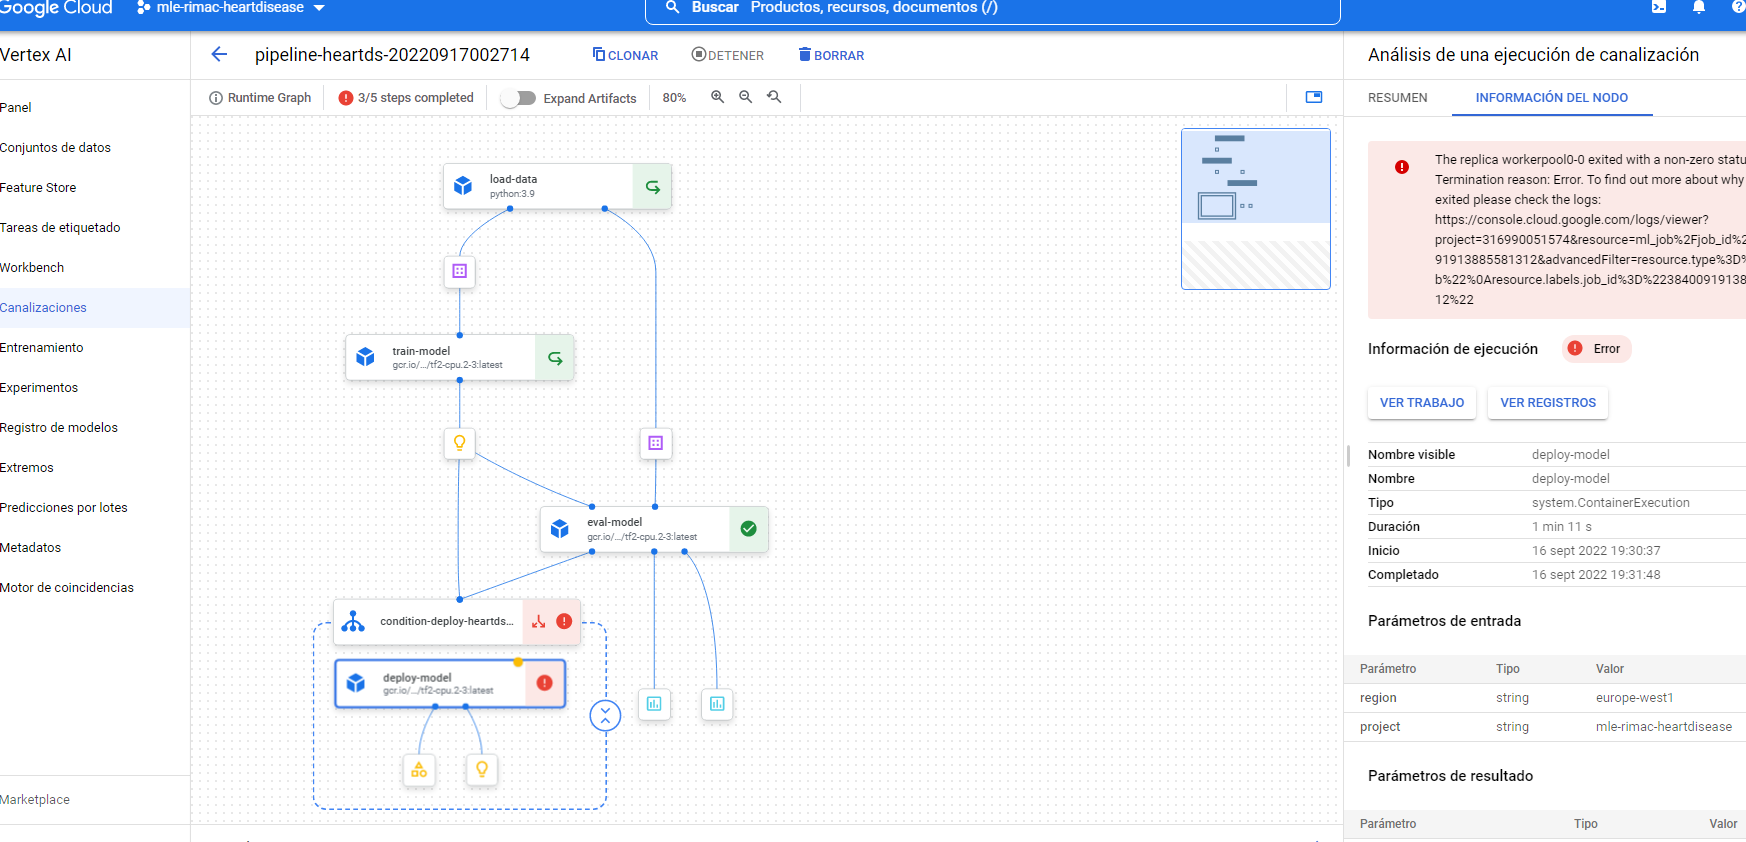 Google Cloud
mle-rimac-heartdisease
Buscar Productos, recursos, documentos (/)
Vertex AI
pipeline-heartds-20220917002714
CLONAR
DETENER
BORRAR
Análisis de una ejecución de canalización
Runtime Graph
3/5 steps completed
Expand Artifacts
80%
RESUMEN
INFORMACIÓN DEL NODO
Panel
Conjuntos de datos
Feature Store
Tareas de etiquetado
Workbench
Canalizaciones
Entrenamiento
Experimentos
Registro de modelos
Extremos
Predicciones por lotes
Metadatos
Motor de coincidencias
Marketplace
load-data
python:3.9
train-model
gcr.io/.../tf2-cpu.2-3:latest
eval-model
gcr.io/.../tf2-cpu.2-3:latest
condition-deploy-heartds...
deploy-model
gcr.io/.../tf2-cpu.2-3:latest
The replica workerpool0-0 exited with a non-zero statu
Termination reason: Error. To find out more about why
exited please check the logs:
https://console.cloud.google.com/logs/viewer?
project=316990051574&resource=ml_job%2Fjob_id%2
91913885581312&advancedFilter=resource.type%3D%
b%22%0Aresource.labels.job_id%3D%2238400919138
12%22
Información de ejecución
Error
VER TRABAJO
VER REGISTROS
Nombre visible deploy-model
Nombre deploy-model
Tipo system.ContainerExecution
Duración 1 min 11 s
Inicio 16 sept 2022 19:30:37
Completado 16 sept 2022 19:31:48
Parámetros de entrada
Parámetro Tipo Valor
region string europe-west1
project string mle-rimac-heartdisease
Parámetros de resultado
Parámetro Tipo Valor